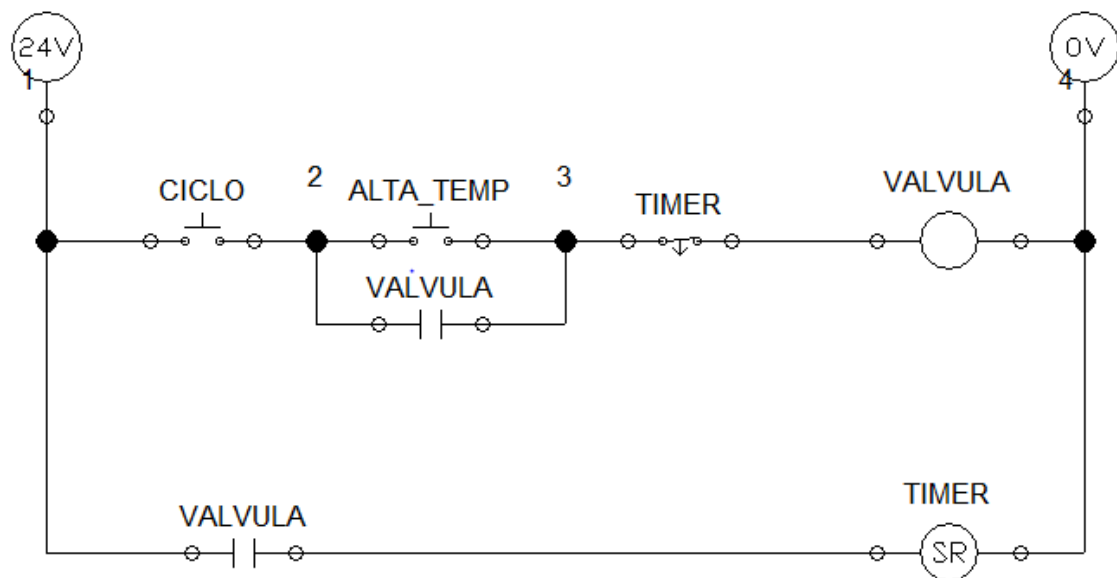 24V
0V
1
4
CICLO
2
ALTA_TEMP
3
TIMER
VALVULA
VALVULA
VALVULA
TIMER
SR